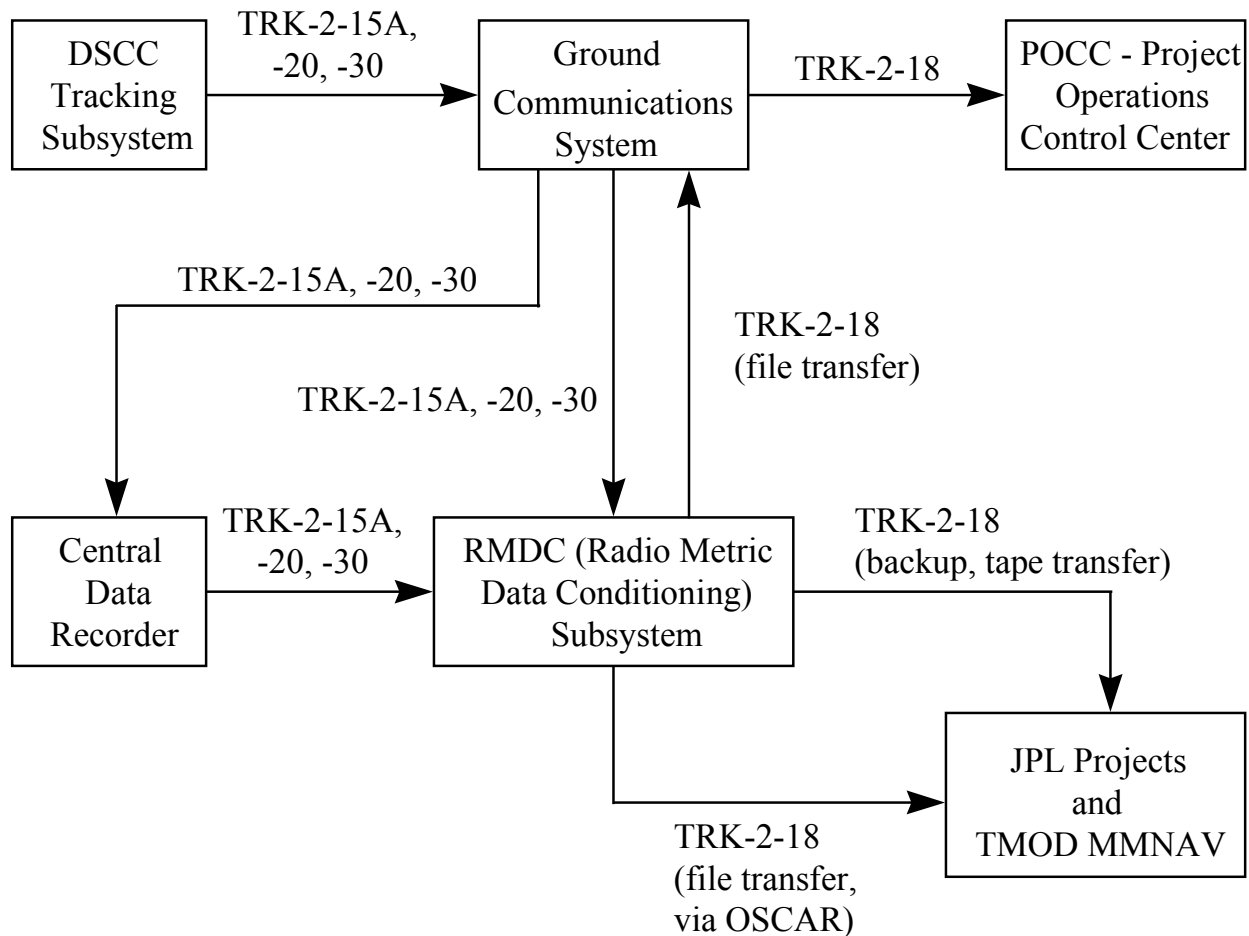 DSCC
Tracking
Subsystem
TRK-2-15A,
-20, -30
Ground
Communications
System
TRK-2-18
POCC - Project
Operations
Control Center
TRK-2-15A, -20, -30
TRK-2-18
(file transfer)
TRK-2-15A, -20, -30
Central
Data
Recorder
TRK-2-15A,
-20, -30
RMDC (Radio Metric
Data Conditioning)
Subsystem
TRK-2-18
(backup, tape transfer)
JPL Projects
and
TMOD MMNAV
TRK-2-18
(file transfer,
via OSCAR)